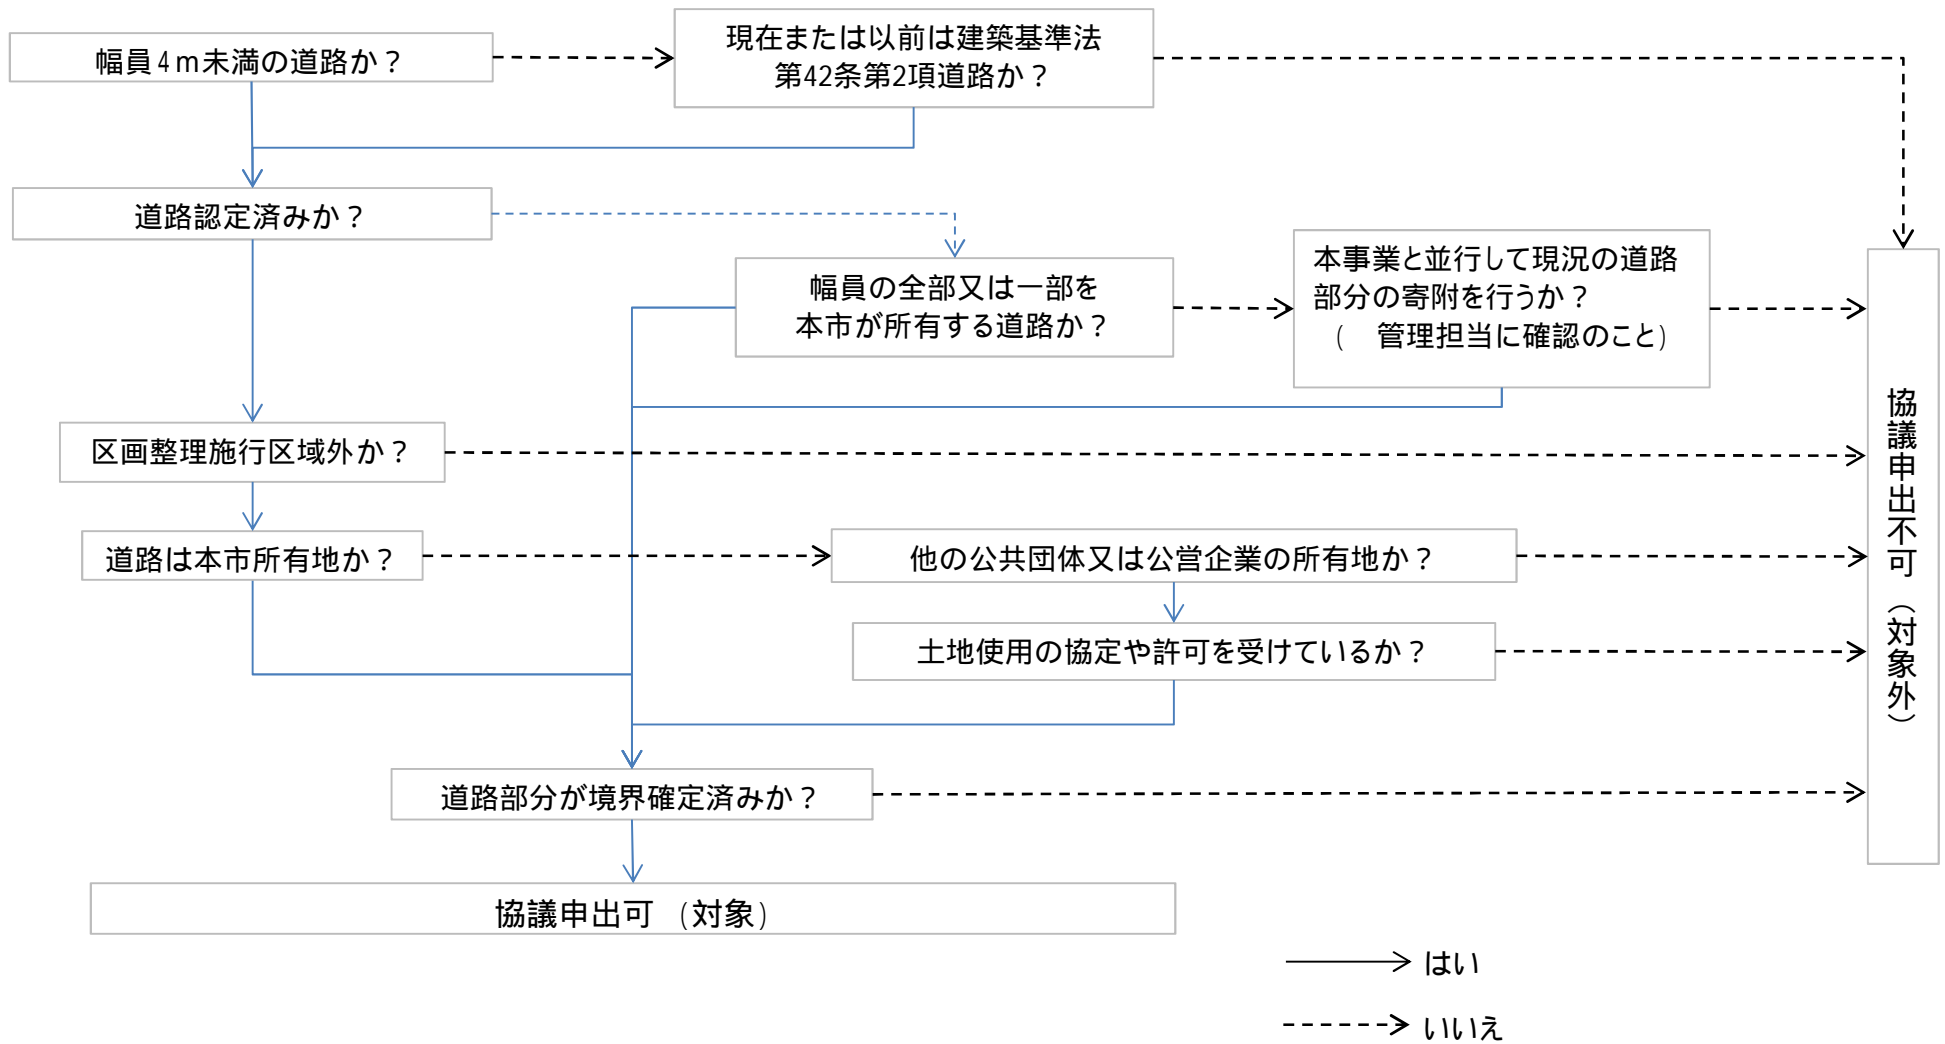 幅員4m未満の道路か？
現在または以前は建築基準法
第42条第2項道路か？
道路認定済みか？
幅員の全部又は一部を
本市が所有する道路か？
本事業と並行して現況の道路
部分の寄附を行うか？
(　管理担当に確認のこと)
区画整理施行区域外か？
道路は本市所有地か？
他の公共団体又は公営企業の所有地か？
土地使用の協定や許可を受けているか？
道路部分が境界確定済みか？
協議申出可　(対象)
協議申出不可（対象外）
はい
いいえ